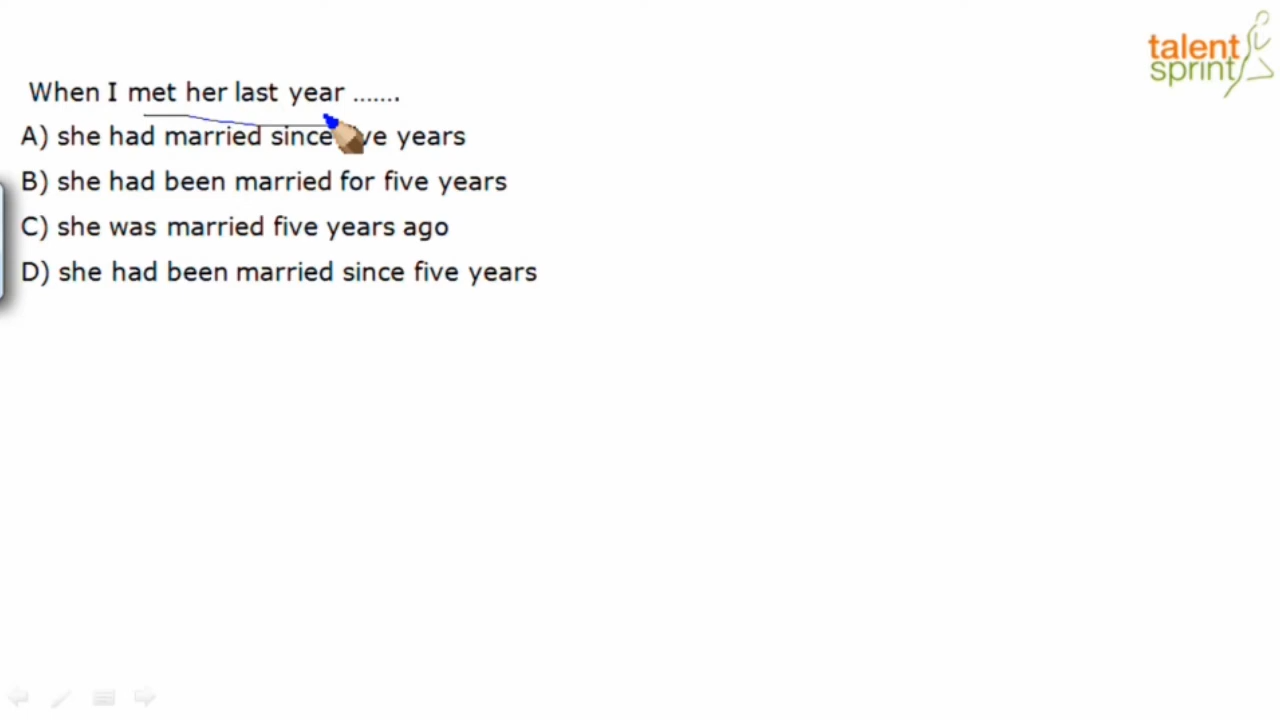 talent
sprint
When I met her last year .......
A) she had married since five years
B) she had been married for five years
C) she was married five years ago
D) she had been married since five years